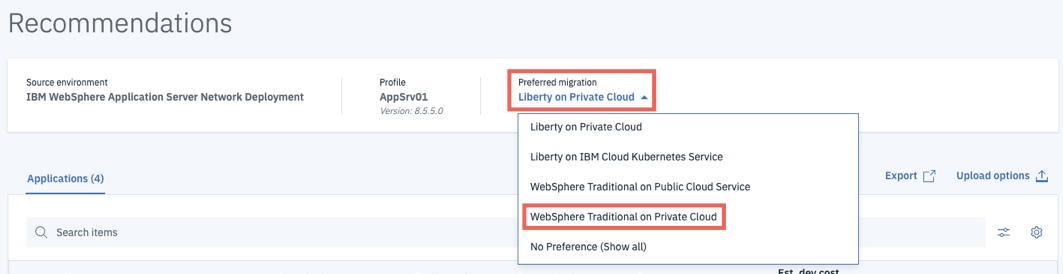 Recommendations
Source environment
IBM WebSphere Application Server Network Deployment
Profile
AppSrv01
Version: 8.5.5.0
Preferred migration
Liberty on Private Cloud
Liberty on Private Cloud
Liberty on IBM Cloud Kubernetes Service
WebSphere Traditional on Public Cloud Service
WebSphere Traditional on Private Cloud
No Preference (Show all)
Applications (4)
Export
Upload options
Search items
Est. dev cost